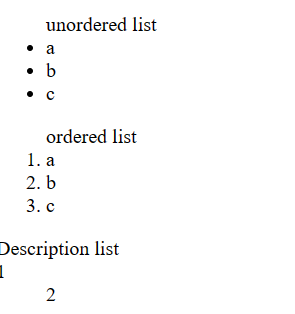 unordered list
• a
• b
• c
ordered list
1. a
2. b
3. c
Description list
1
2